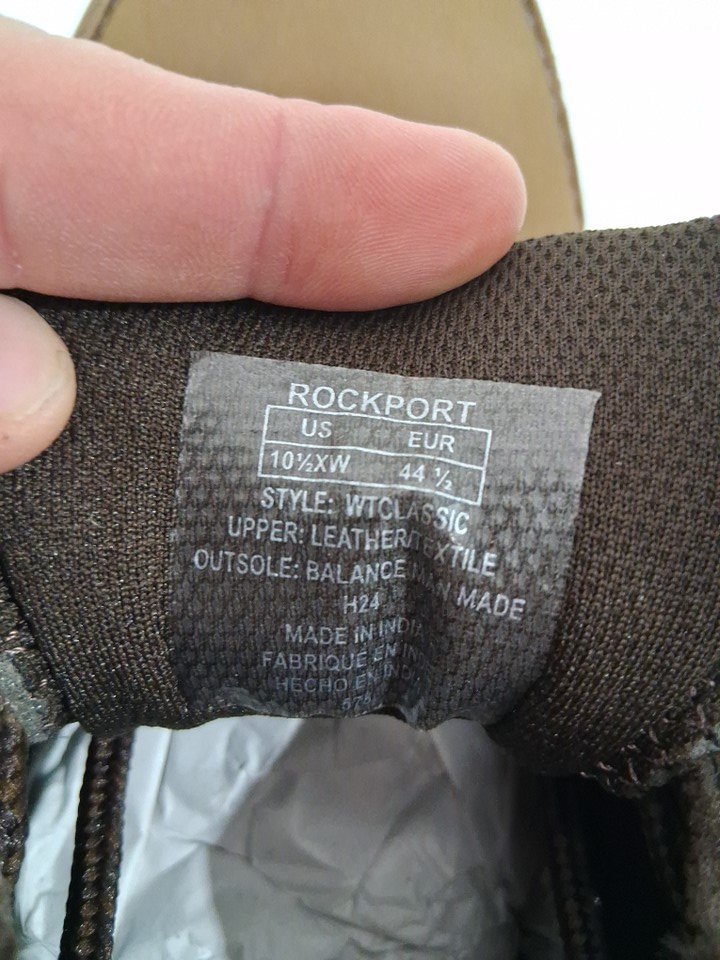 ROCKPORT
US EUR
10½XW 44 ½
STYLE: WTCLASSIC
UPPER: LEATHER/TEXTILE
OUTSOLE: BALANCE MAN MADE
H24
MADE IN INDIA
FABRIQUE EN
HECHO EN